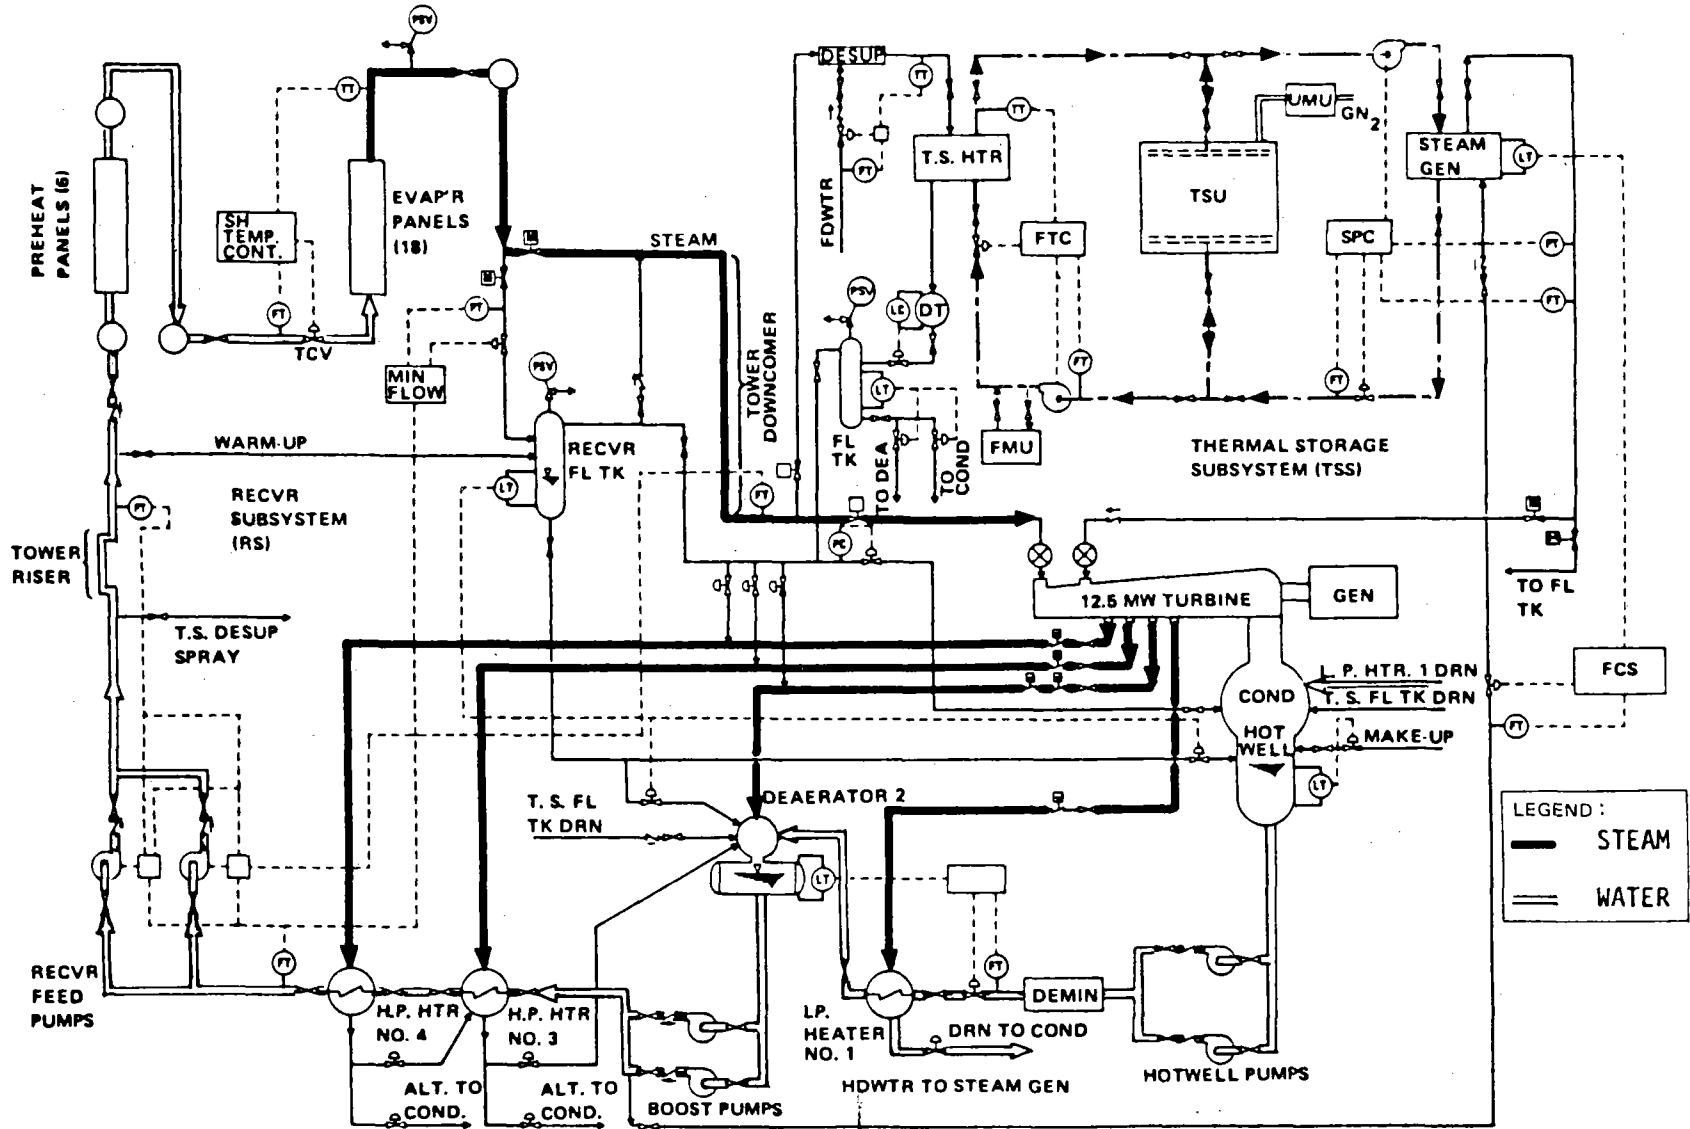 PSV
DESUP
UMU
GN2
TT
TT
TT
PREHEAT
PANELS (6)
EVAP'R
PANELS
(18)
SH
TEMP.
CONT.
FT
TCV
STEAM
FDWTR
FT
T.S. HTR
TSU
STEAM
GEN
LT
FTC
SPC
PT
FT
PT
MIN
FLOW
PSV
PSV
LC
DT
FT
FT
TOWER
DOWNCOMER
LT
FL
TK
TO DEA
TO
COND
FMU
THERMAL STORAGE
SUBSYSTEM (TSS)
WARM-UP
RECVR
FL TK
LT
RECVR
SUBSYSTEM
(RS)
PT
FT
PC
TOWER
RISER
12.5 MW TURBINE
GEN
TO FL
TK
T.S. DESUP
SPRAY
FCS
L.P. HTR. 1 DRN
COND
T.S. FL TK DRN
FT
HOT
WELL
MAKE-UP
LT
T.S. FL
TK DRN
DEAERATOR 2
LT
LEGEND:
STEAM
WATER
RECVR
FEED
PUMPS
FT
H.P. HTR
NO. 4
H.P. HTR
NO. 3
FT
DEMIN
L.P.
HEATER
NO. 1
DRN TO COND
HOTWELL PUMPS
ALT. TO
COND.
ALT. TO
COND.
BOOST PUMPS
HDWTR TO STEAM GEN